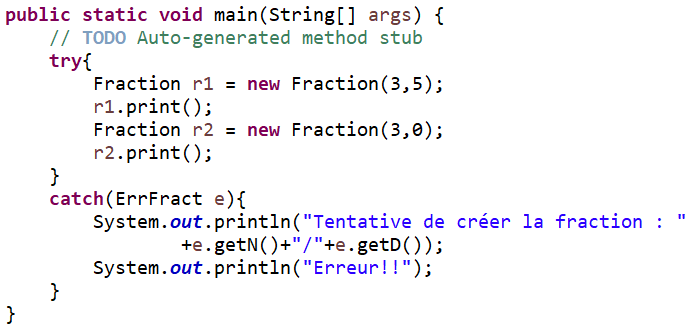 public static void main(String[] args) {
// TODO Auto-generated method stub
try{
Fraction r1 = new Fraction(3,5);
r1.print();
Fraction r2 = new Fraction(3,0);
r2.print();
}
catch(ErrFract e){
System.out.println("Tentative de créer la fraction : "
+e.getN()+"/"+e.getD());
System.out.println("Erreur!!");
}
}